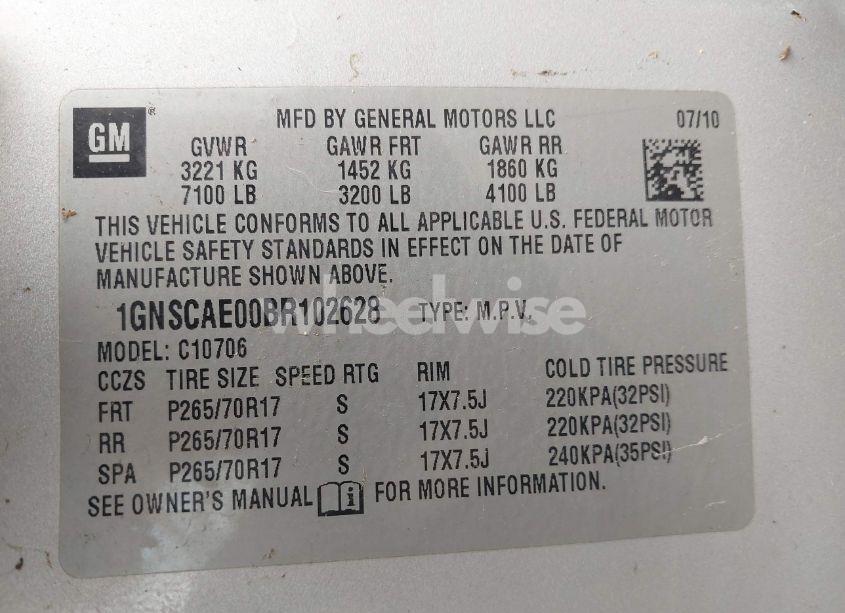 GM ® MFD BY GENERAL MOTORS LLC 07/10
GVWR GAWR FRT GAWR RR
3221 KG 1452 KG 1860 KG
7100 LB 3200 LB 4100 LB
THIS VEHICLE CONFORMS TO ALL APPLICABLE U.S. FEDERAL MOTOR
VEHICLE SAFETY STANDARDS IN EFFECT ON THE DATE OF
MANUFACTURE SHOWN ABOVE.
1GNSCAE00BR102628 TYPE: M.P.V.
wheelwise
MODEL: C10706
CCZS TIRE SIZE SPEED RTG RIM COLD TIRE PRESSURE
FRT P265/70R17 S 17X7.5J 220KPA(32PSI)
RR P265/70R17 S 17X7.5J 220KPA(32PSI)
SPA P265/70R17 S 17X7.5J 240KPA(35PSI)
SEE OWNER'S MANUAL i FOR MORE INFORMATION.